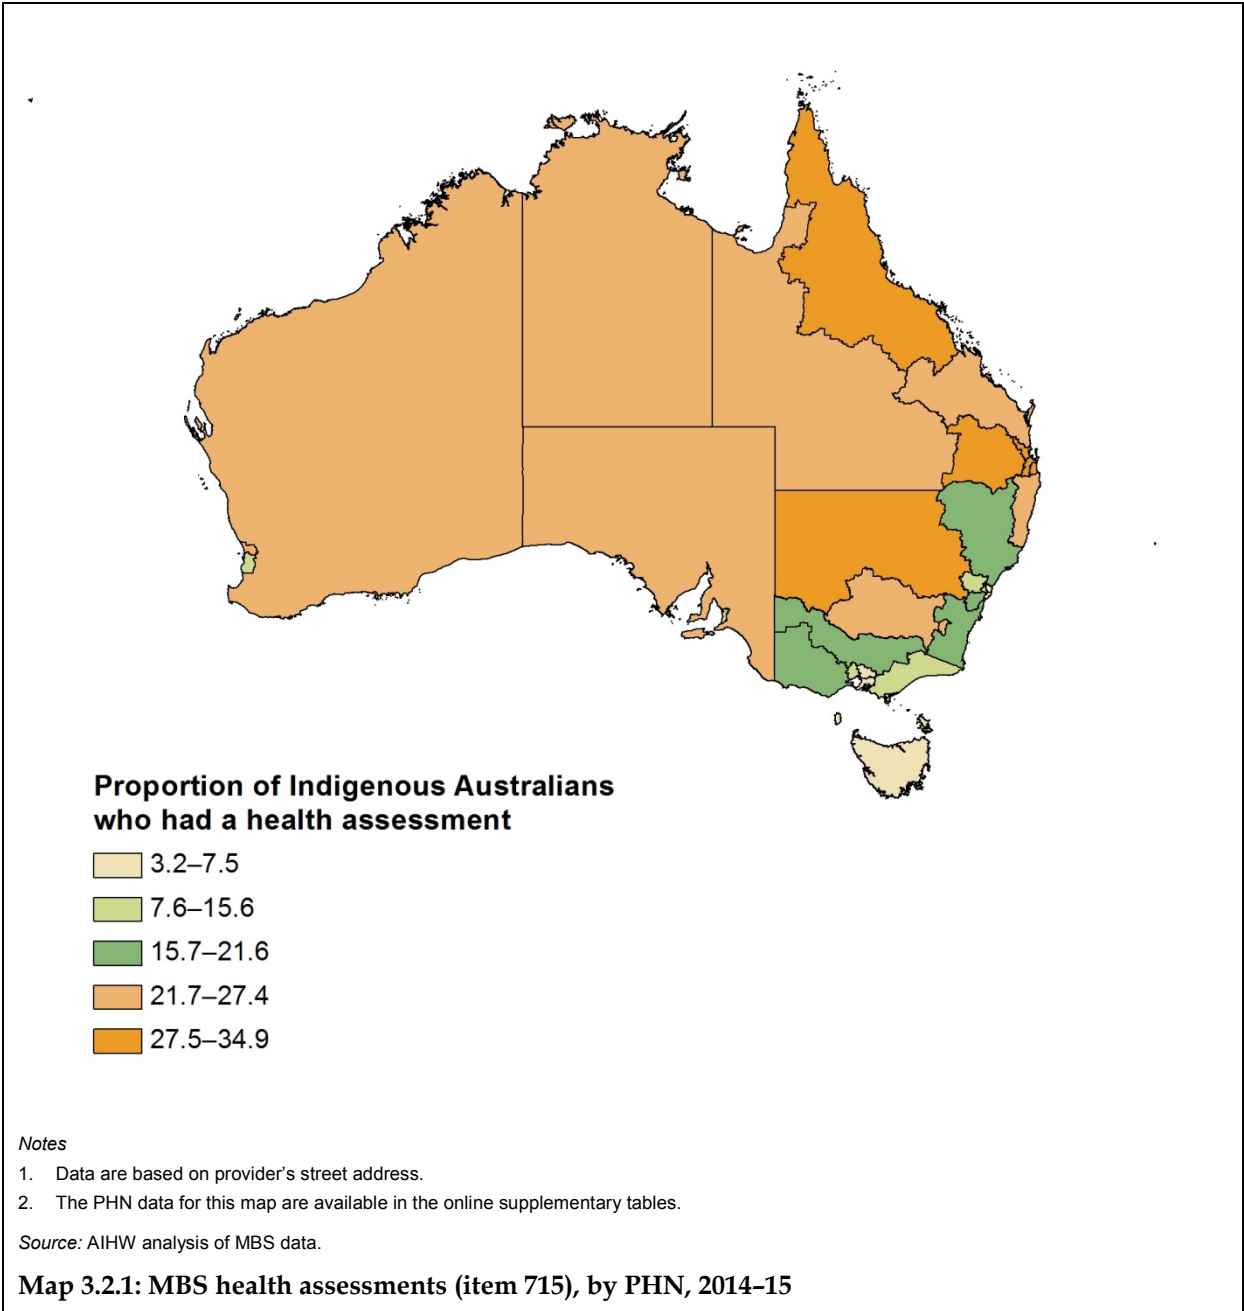 Proportion of Indigenous Australians
who had a health assessment
3.2–7.5
7.6–15.6
15.7–21.6
21.7–27.4
27.5–34.9
Notes
1. Data are based on provider’s street address.
2. The PHN data for this map are available in the online supplementary tables.
Source: AIHW analysis of MBS data.
Map 3.2.1: MBS health assessments (item 715), by PHN, 2014–15